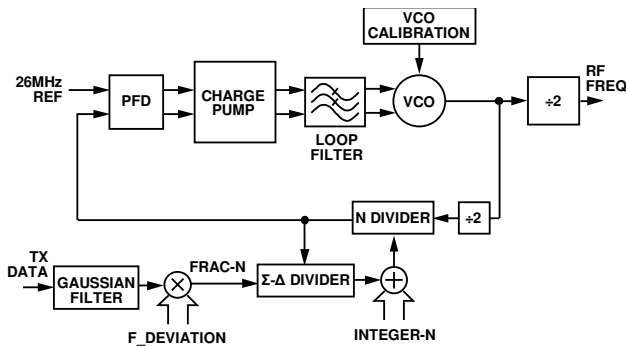 VCO
CALIBRATION
26MHz
REF
PFD
CHARGE
PUMP
LOOP
FILTER
VCO
÷2
RF
FREQ
N DIVIDER
÷2
TX
DATA
GAUSSIAN
FILTER
×
FRAC-N
Σ-Δ DIVIDER
+
F_DEVIATION
INTEGER-N